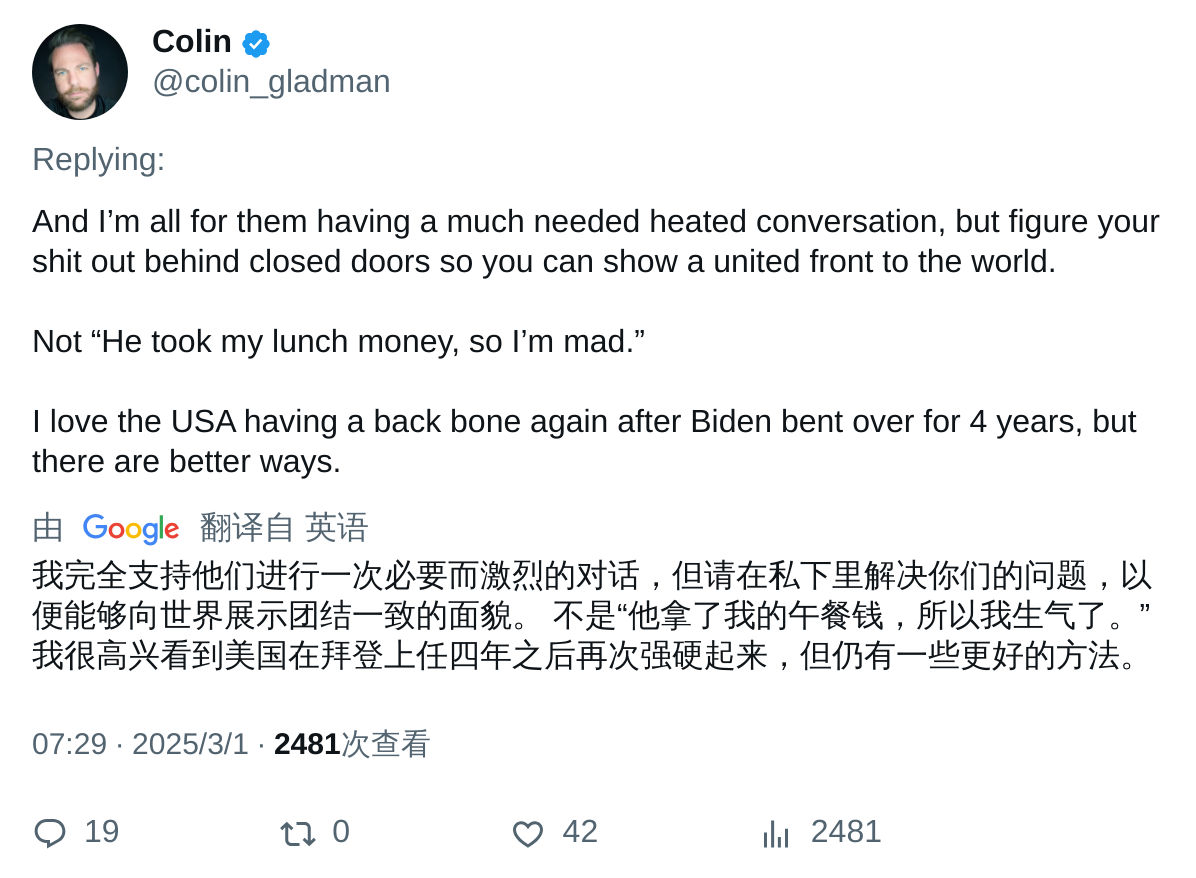 Colin
@colin_gladman
Replying:
And I’m all for them having a much needed heated conversation, but figure your
shit out behind closed doors so you can show a united front to the world.
Not “He took my lunch money, so I’m mad.”
I love the USA having a back bone again after Biden bent over for 4 years, but
there are better ways.
由 Google 翻译自 英语
我完全支持他们进行一次必要而激烈的对话，但请在私下里解决你们的问题，以
便能够向世界展示团结一致的面貌。 不是“他拿了我的午餐钱，所以我生气了。”
我很高兴看到美国在拜登上任四年之后再次强硬起来，但仍有一些更好的方法。
07:29 · 2025/3/1 · 2481次查看
19 0 42 2481